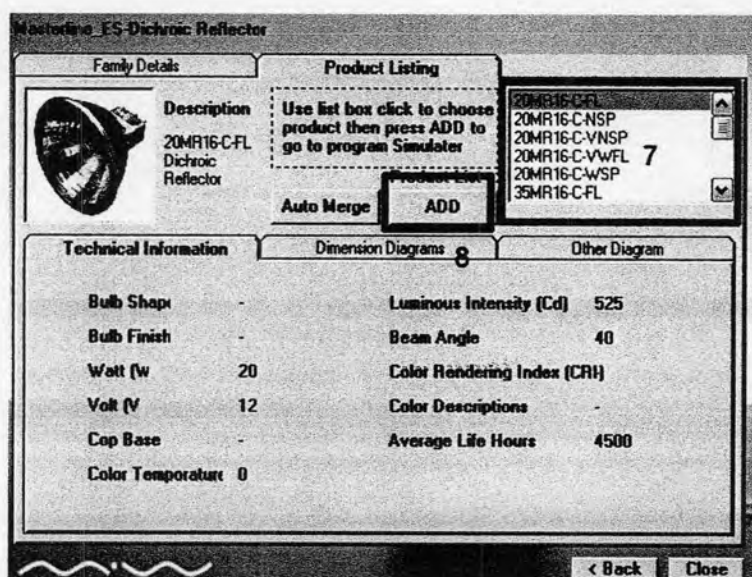 Masterline_ES-Dichroic Reflector
Family Details
Product Listing
Description
20MR16-C-FL
Dichroic
Reflector
Use list box click to choose
product then press ADD to
go to program Simulater
Product List
Auto Merge
ADD
20MR16-C-FL
20MR16-C-NSP
20MR16-C-VNSP
20MR16-C-VWFL
20MR16-C-WSP
35MR16-C-FL
7
Technical Information
Dimension Diagrams
8
Other Diagram
Bulb Shape -
Bulb Finish -
Watt (W 20
Volt (V 12
Cap Base -
Color Temperature 0
Luminous Intensity (Cd) 525
Beam Angle 40
Color Rendering Index (CRI)
Color Descriptions -
Average Life Hours 4500
< Back
Close